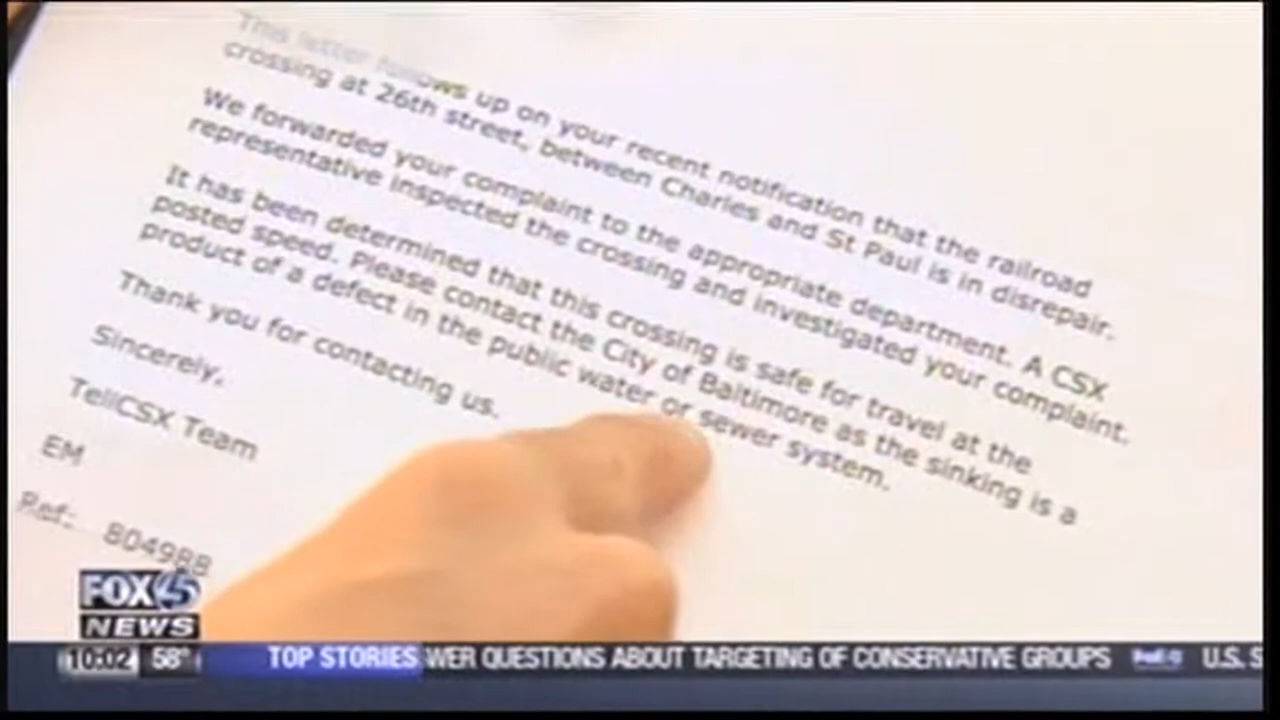 This letter follows up on your recent notification that the railroad
crossing at 26th street, between Charles and St Paul is in disrepair.
We forwarded your complaint to the appropriate department. A CSX
representative inspected the crossing and investigated your complaint.
It has been determined that this crossing is safe for travel at the
posted speed. Please contact the City of Baltimore as the sinking is a
product of a defect in the public water or sewer system.
Thank you for contacting us.
Sincerely,
TellCSX Team
EM
Ref: 804988
FOX 45
NEWS
10:02 58° TOP STORIES WER QUESTIONS ABOUT TARGETING OF CONSERVATIVE GROUPS U.S. S